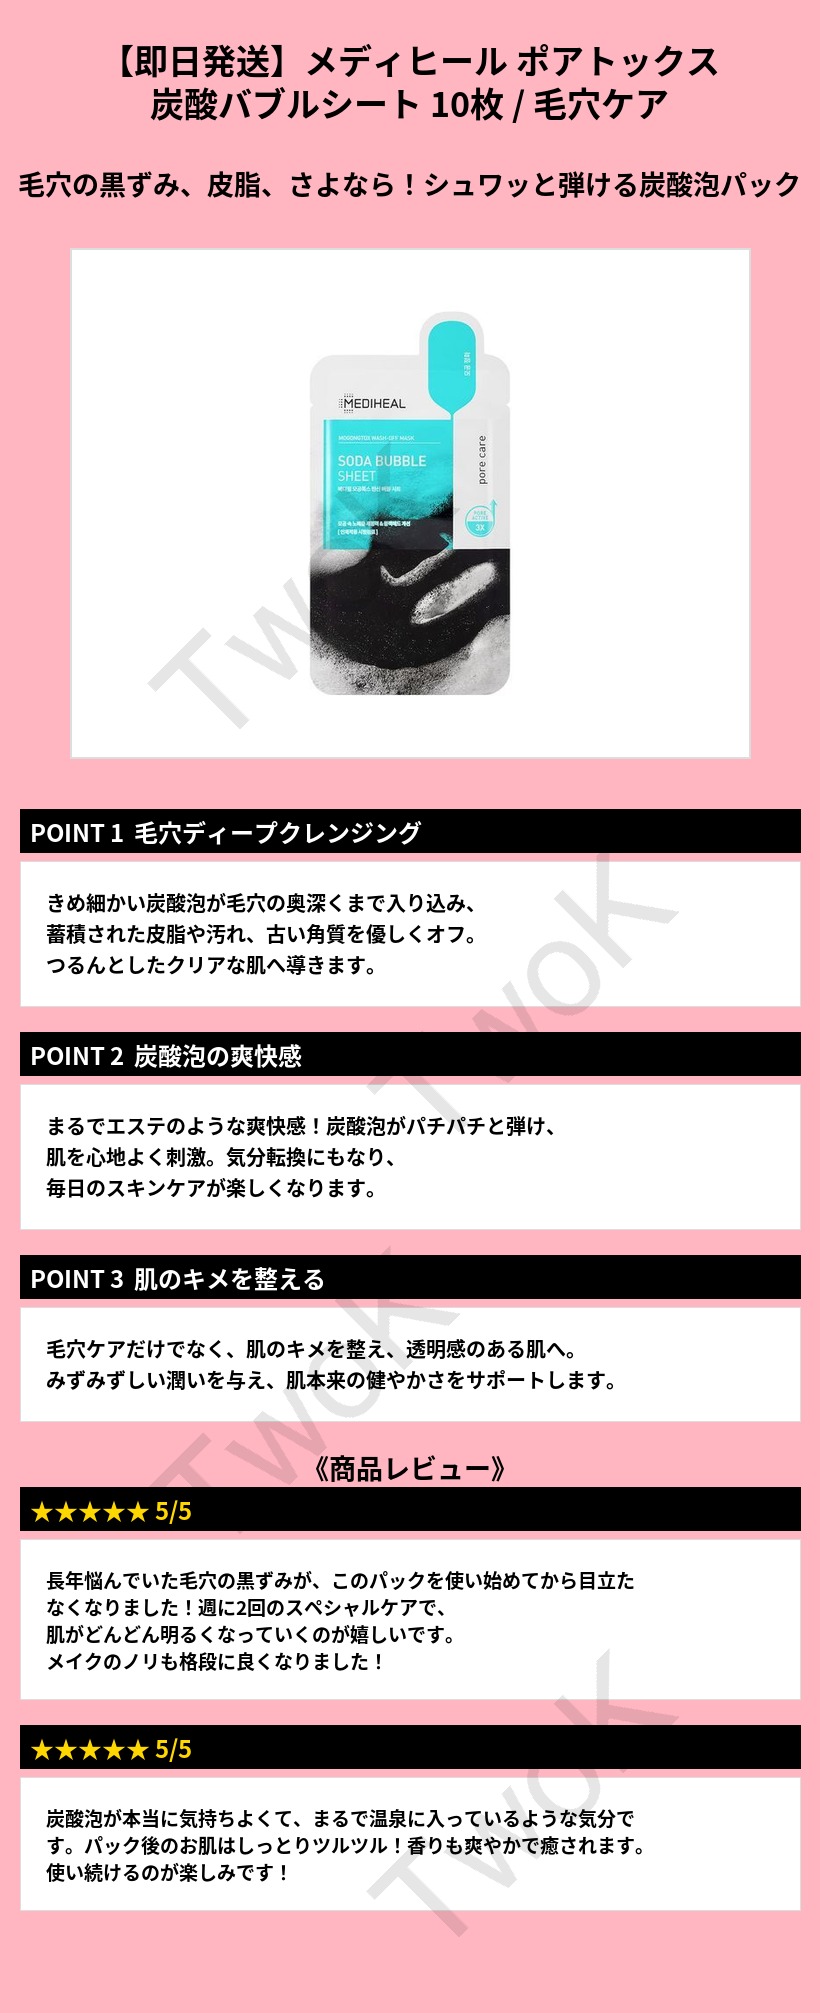 【即日発送】メディヒール ポアトックス
炭酸バブルシート 10枚 / 毛穴ケア
毛穴の黒ずみ、皮脂、さよなら！シュワッと弾ける炭酸泡パック
모공 정화
MEDIHEAL
SODA BUBBLE
SHEET
메디힐 모공톡스 탄산 버블 시트
pore care
PORE
ACTIVE
3X
POINT 1 毛穴ディープクレンジング
きめ細かい炭酸泡が毛穴の奥深くまで入り込み、
蓄積された皮脂や汚れ、古い角質を優しくオフ。
つるんとしたクリアな肌へ導きます。
POINT 2 炭酸泡の爽快感
まるでエステのような爽快感！炭酸泡がパチパチと弾け、
肌を心地よく刺激。気分転換にもなり、
毎日のスキンケアが楽しくなります。
POINT 3 肌のキメを整える
毛穴ケアだけでなく、肌のキメを整え、透明感のある肌へ。
みずみずしい潤いを与え、肌本来の健やかさをサポートします。
《商品レビュー》
★★★★★ 5/5
長年悩んでいた毛穴の黒ずみが、このパックを使い始めてから目立た
なくなりました！週に2回のスペシャルケアで、
肌がどんどん明るくなっていくのが嬉しいです。
メイクのノリも格段に良くなりました！
★★★★★ 5/5
炭酸泡が本当に気持ちよくて、まるで温泉に入っているような気分で
す。パック後のお肌はしっとりツルツル！香りも爽やかで癒されます。
使い続けるのが楽しみです！
TwoK
TwoK
TwoK
TwoK